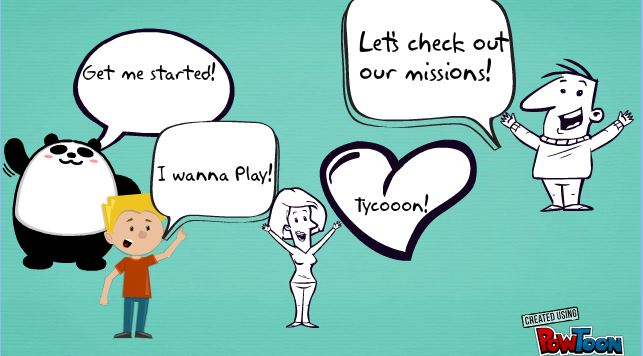 Let's check out
our missions!
Get me started!
I wanna Play!
Tycooon!
CREATED USING
PowToon